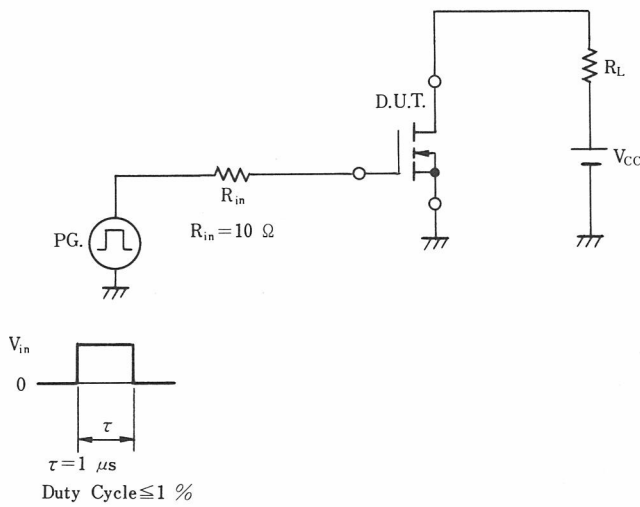 R_L
D.U.T.
V_CC
R_in
PG.
R_in=10 Ω
V_in
0
τ
τ=1 μs
Duty Cycle≦1 %